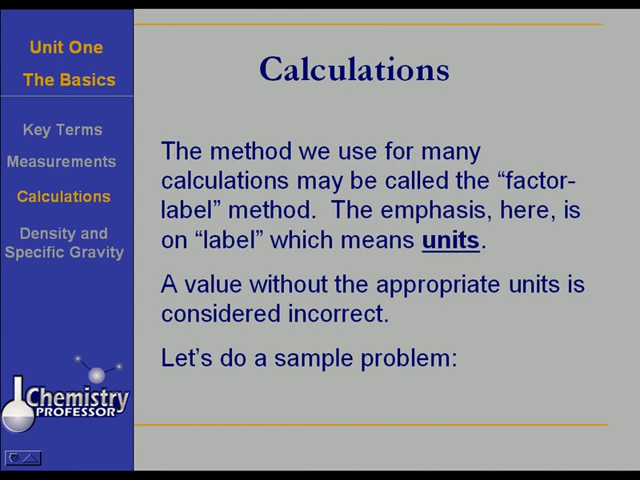 Unit One
The Basics
Key Terms
Measurements
Calculations
Density and
Specific Gravity
Chemistry
PROFESSOR
Calculations
The method we use for many
calculations may be called the “factor-
label” method.  The emphasis, here, is
on “label” which means units.
A value without the appropriate units is
considered incorrect.
Let’s do a sample problem: